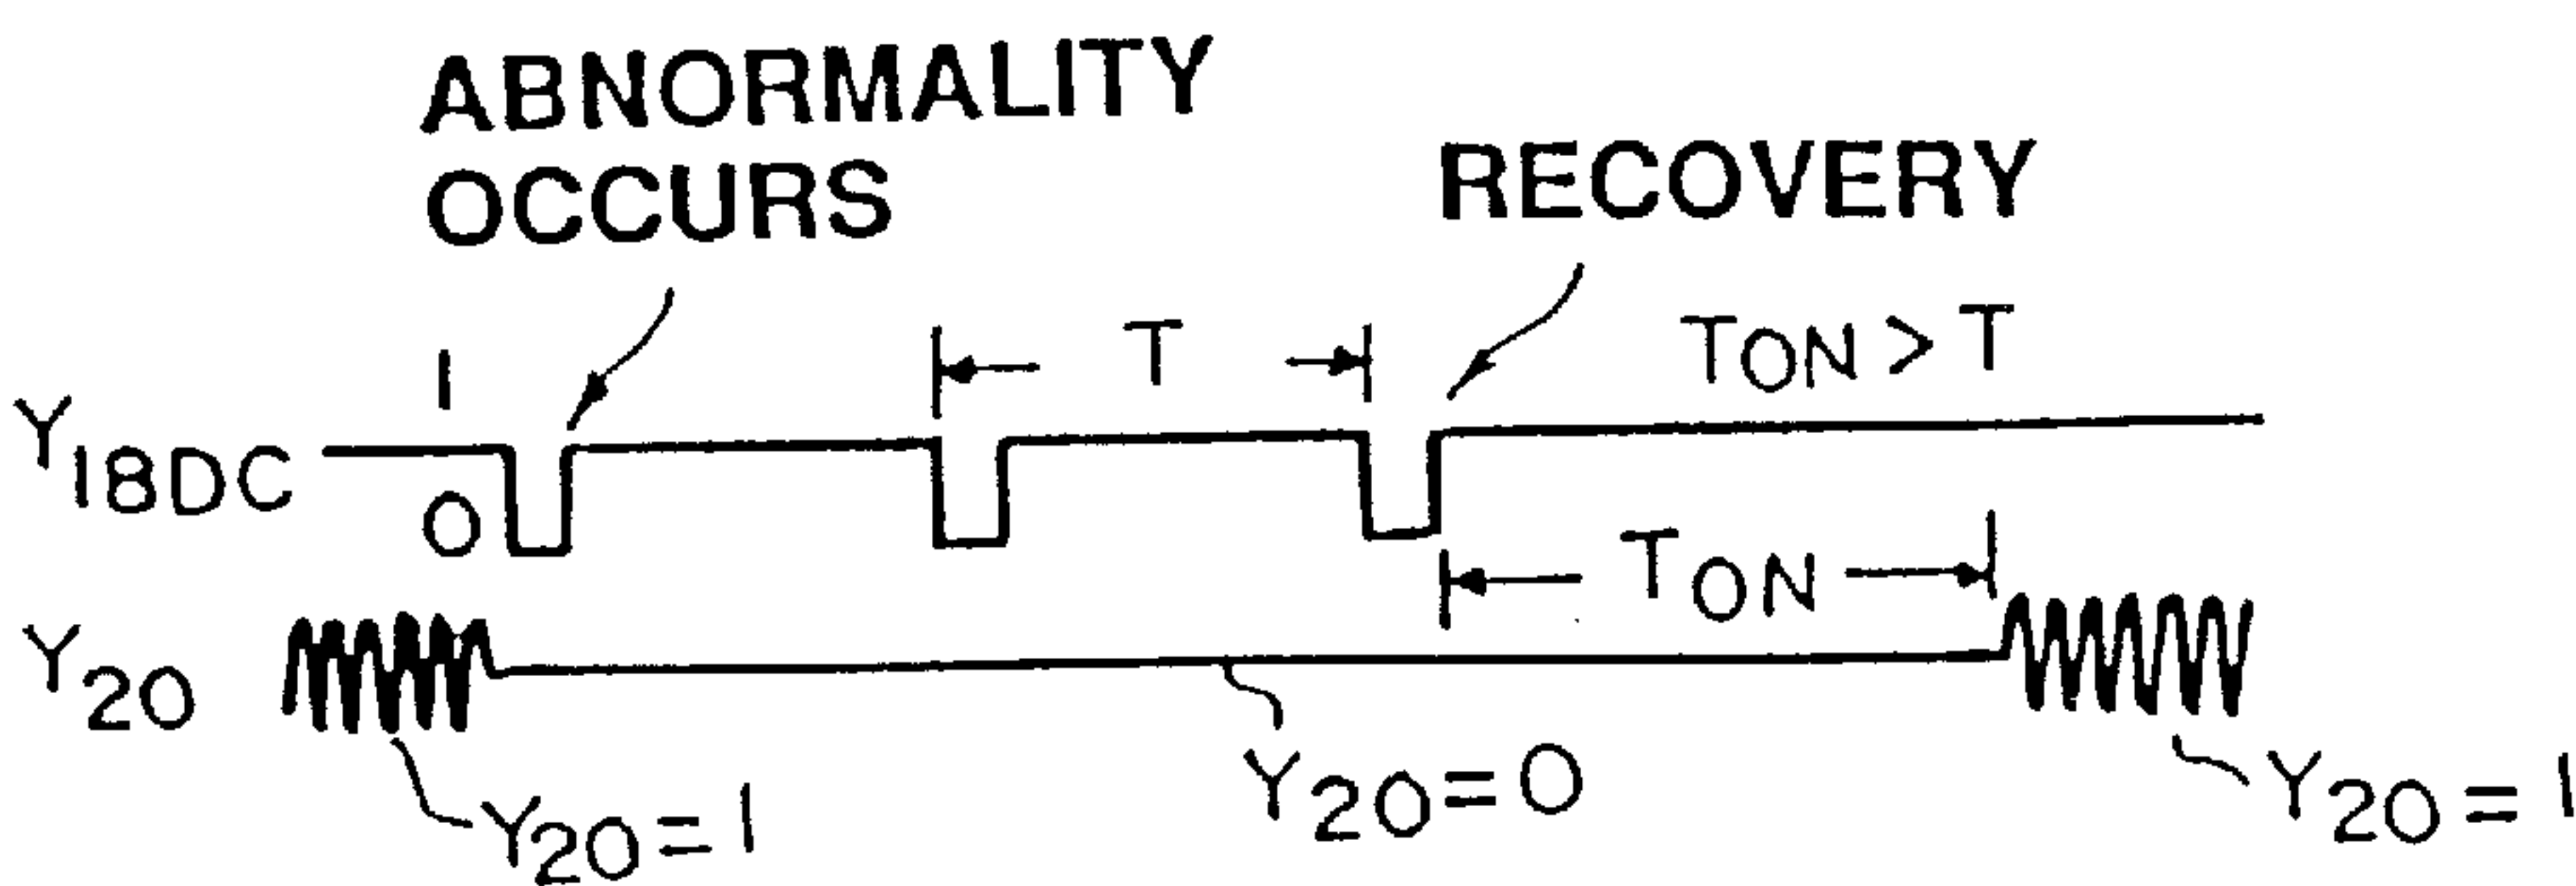 ABNORMALITY
OCCURS
RECOVERY
T
TON > T
1
Y18DC
0
TON
Y20
Y20 = 1
Y20 = 0
Y20 = 1